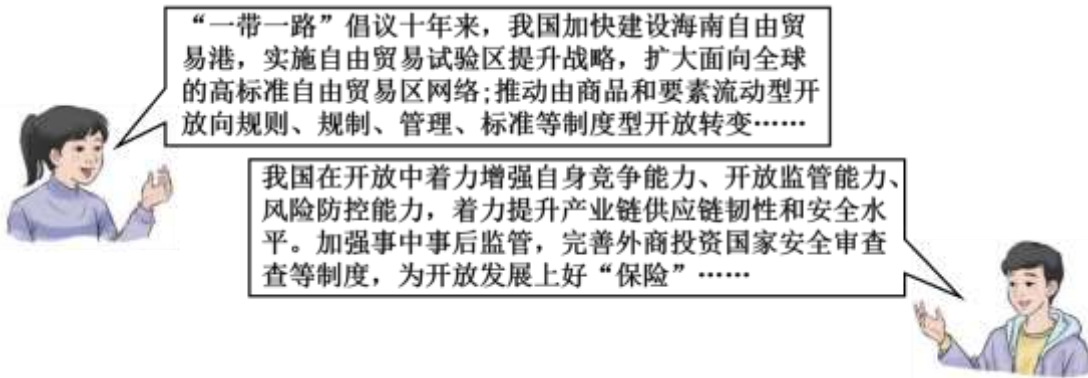 “一带一路”倡议十年来，我国加快建设海南自由贸
易港，实施自由贸易试验区提升战略，扩大面向全球
的高标准自由贸易区网络;推动由商品和要素流动型开
放向规则、规制、管理、标准等制度型开放转变……
我国在开放中着力增强自身竞争能力、开放监管能力、
风险防控能力，着力提升产业链供应链韧性和安全水
平。加强事中事后监管，完善外商投资国家安全审查
查等制度，为开放发展上好“保险”……